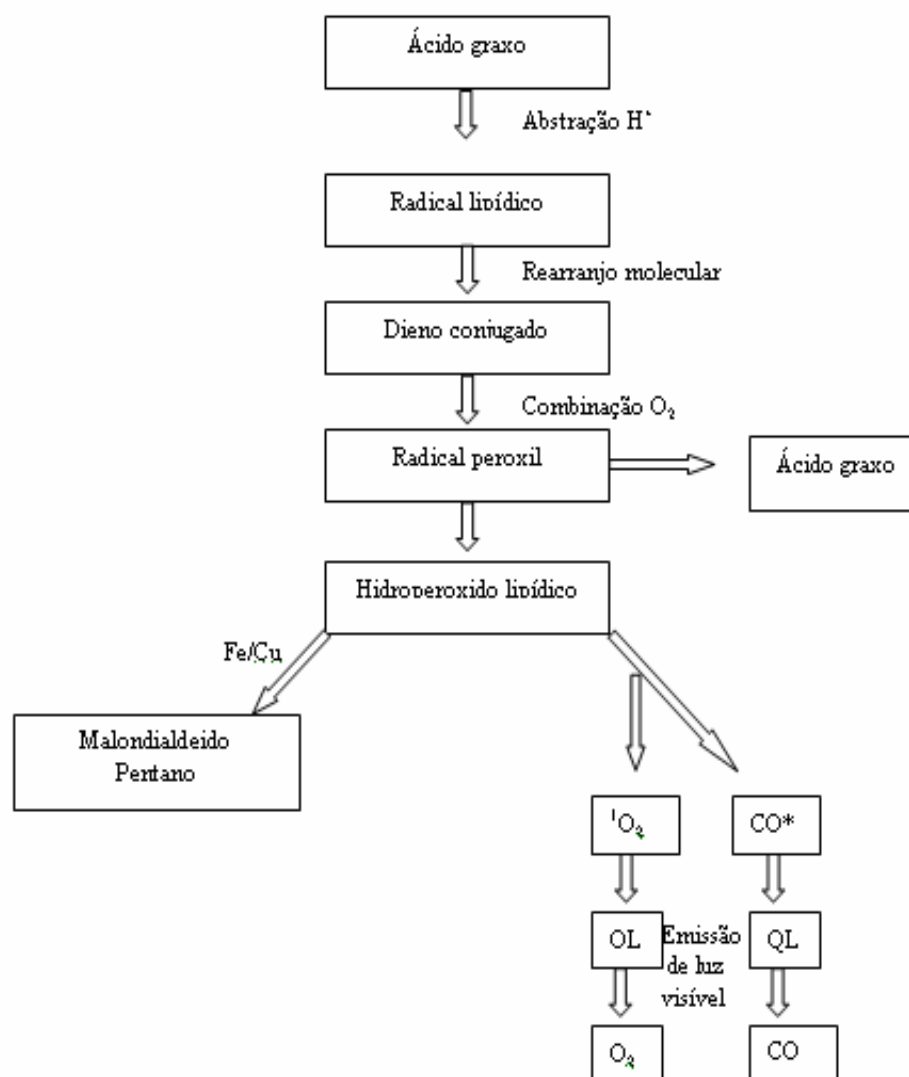 Ácido graxo
Abstração H˙
Radical lipídico
Rearranjo molecular
Dieno conjugado
Combinação O₂
Radical peroxil
Ácido graxo
Hidroperoxido lipídico
Fe/Cu
Malondialdeido
Pentano
¹O₂
CO*
OL
Emissão
de luz
visível
QL
O₂
CO